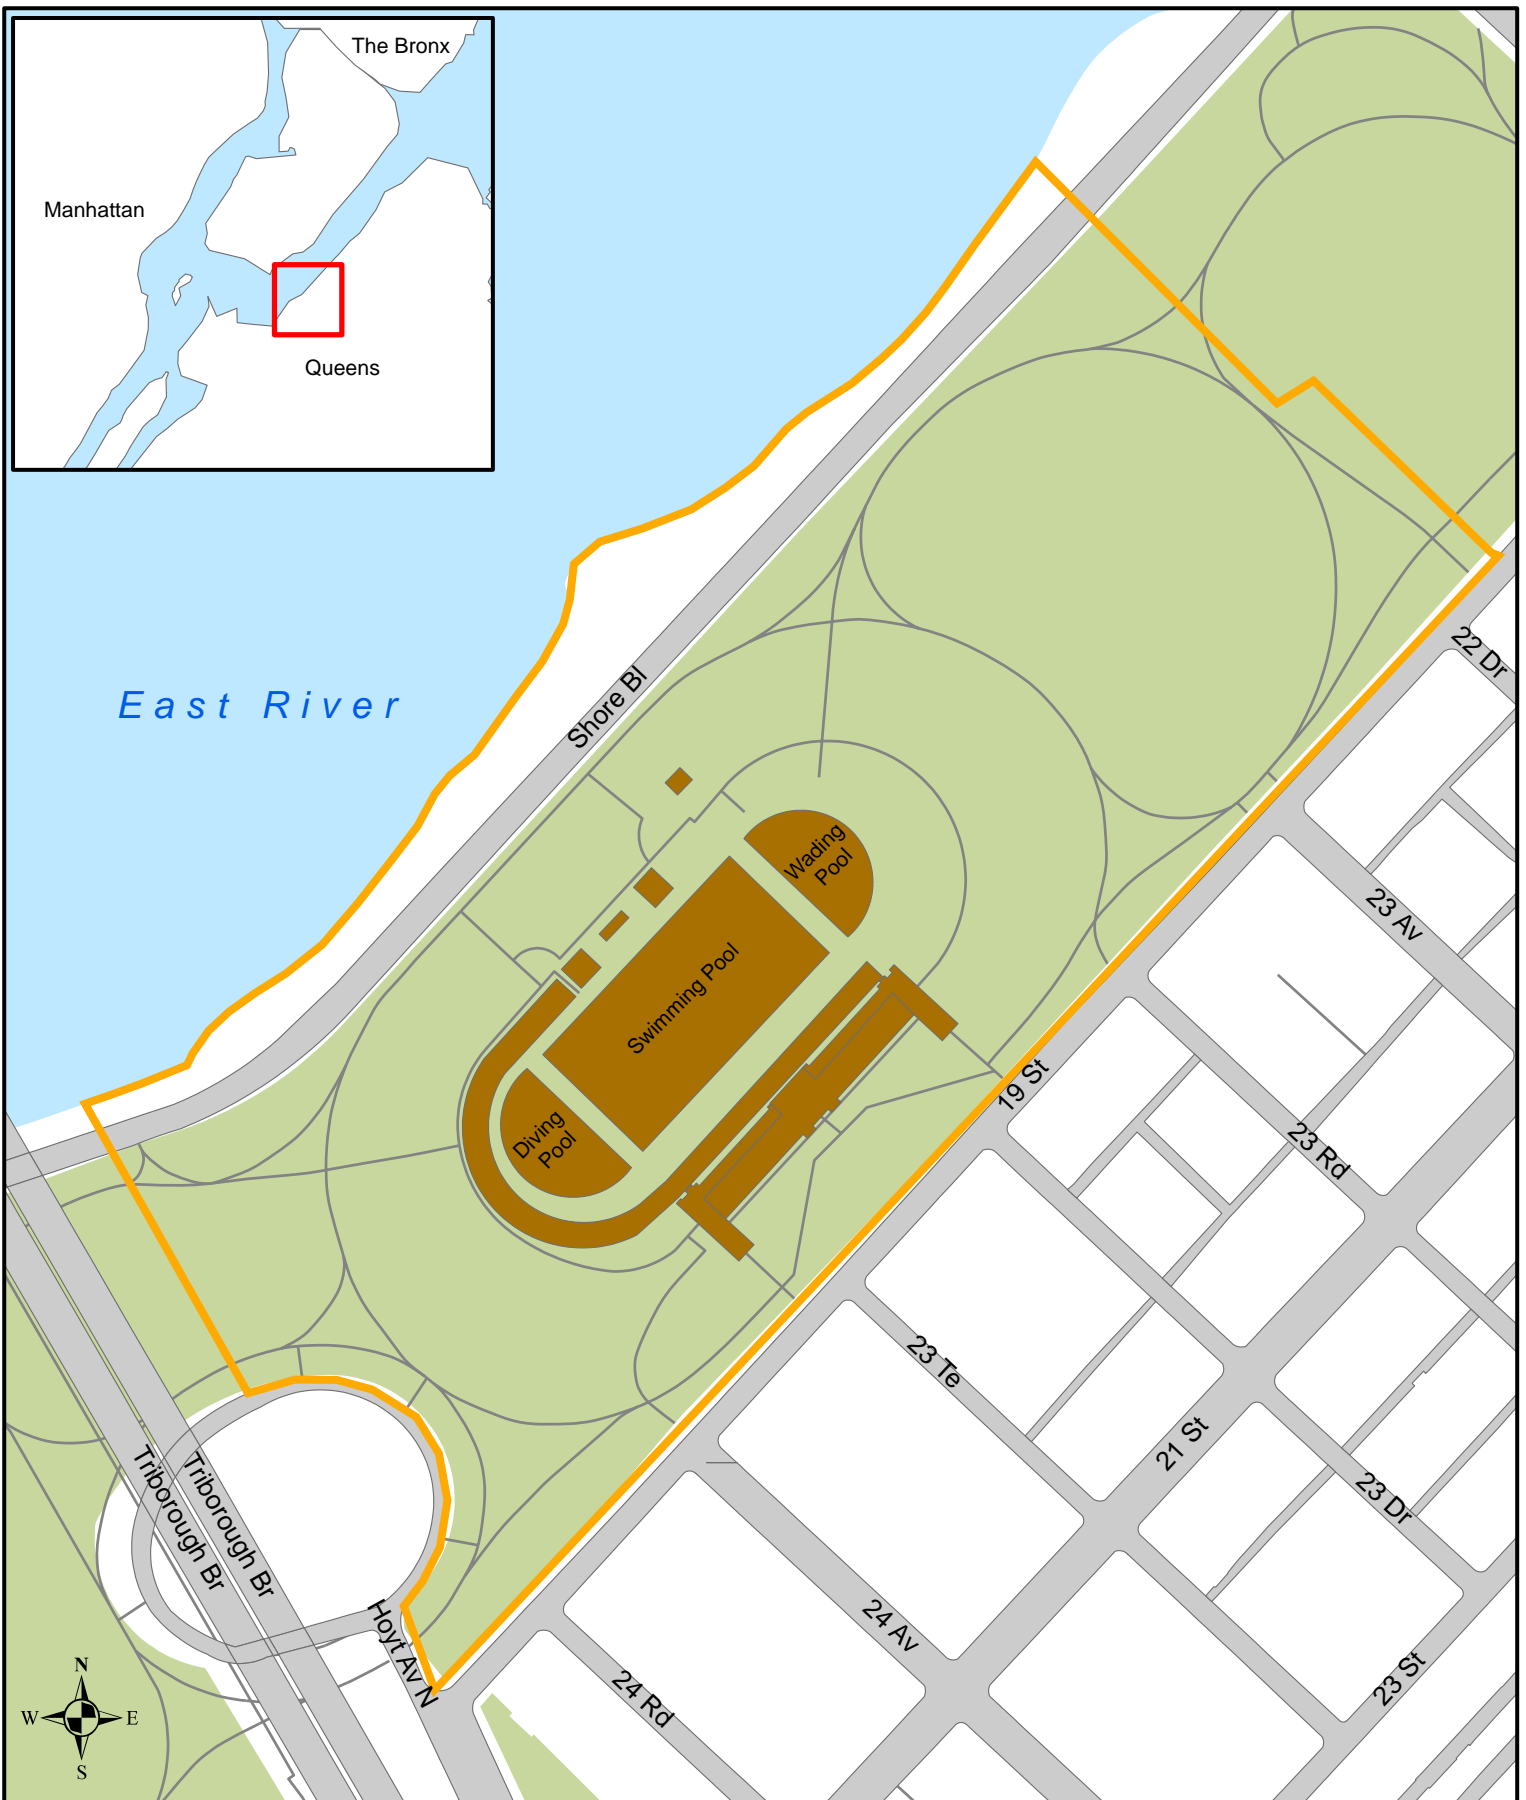 The Bronx
Manhattan
Queens
East River
Shore Bl
22 Dr
Wading
Pool
23 Av
Swimming Pool
19 St
Diving
Pool
23 Rd
23 Te
21 St
23 Dr
Triborough Br
Triborough Br
Hoyt Av N
24 Av
23 St
24 Rd
N
W
E
S